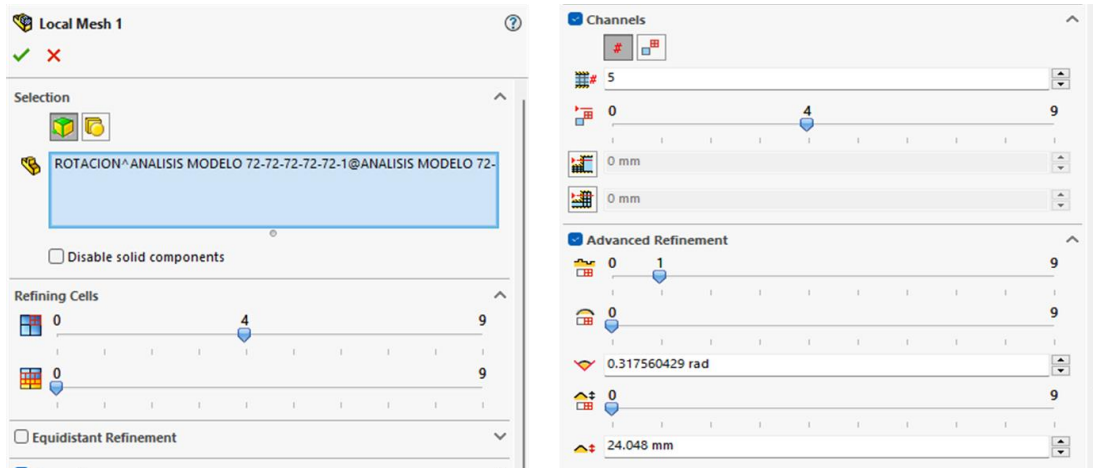 Local Mesh 1
Selection
ROTACION^ANALISIS MODELO 72-72-72-72-72-1@ANALISIS MODELO 72-
Disable solid components
Refining Cells
0 4 9
0 9
Equidistant Refinement
Channels
#
# 5
0 4 9
0 mm
0 mm
Advanced Refinement
0 1 9
0 9
0.317560429 rad
0 9
24.048 mm